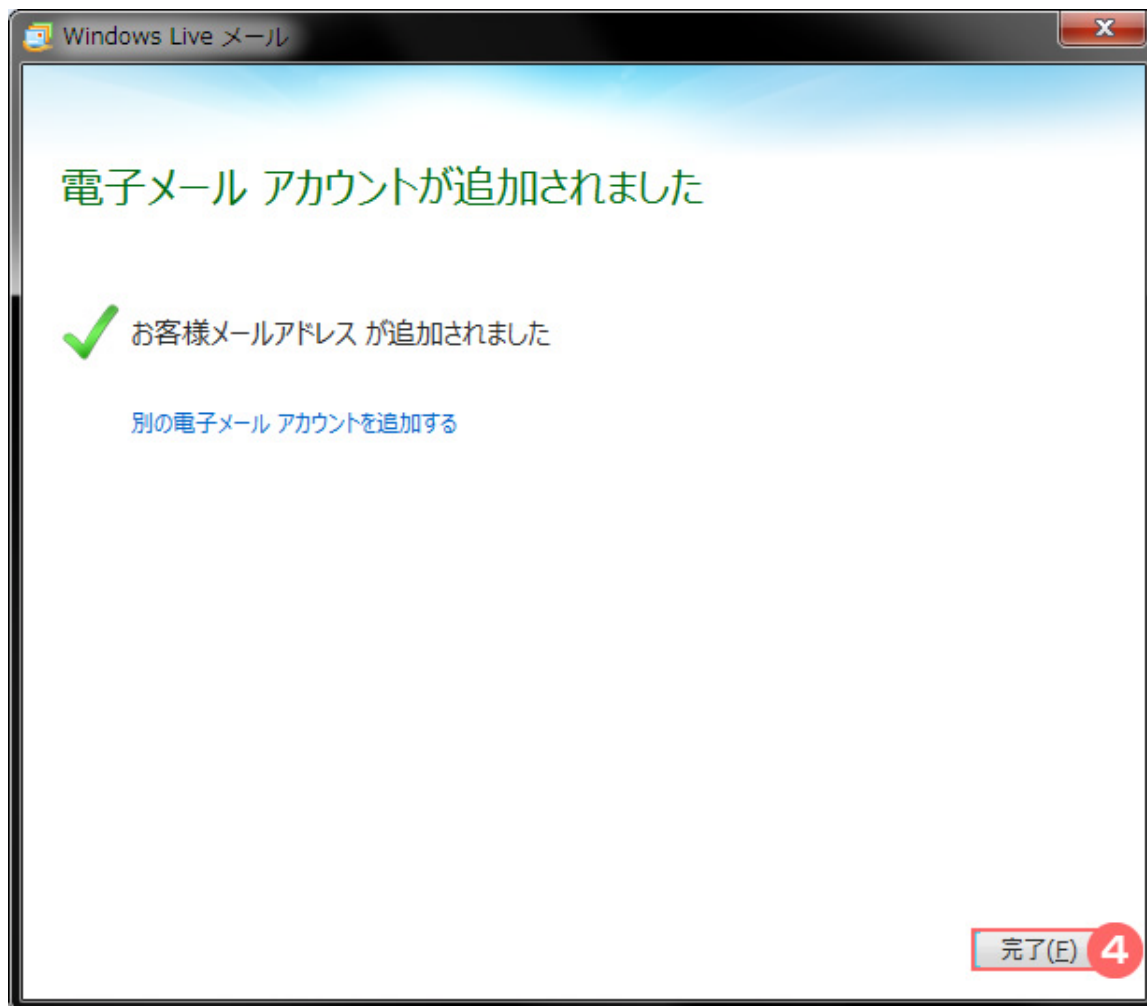 Windows Live メール
電子メール アカウントが追加されました
お客様メールアドレス が追加されました
別の電子メール アカウントを追加する
完了(F) 4